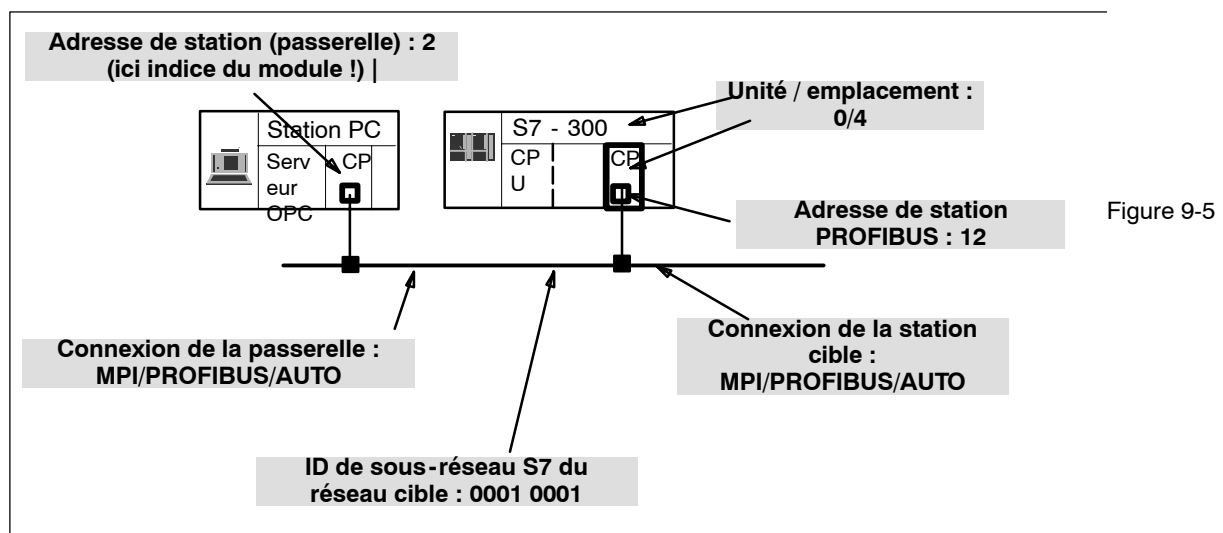 Adresse de station (passerelle) : 2
(ici indice du module !) |
Unité / emplacement :
0/4
Station PC
Serv
eur
OPC
CP
S7 - 300
CP
U
CP
Adresse de station
PROFIBUS : 12
Figure 9-5
Connexion de la passerelle :
MPI/PROFIBUS/AUTO
Connexion de la station
cible :
MPI/PROFIBUS/AUTO
ID de sous-réseau S7 du
réseau cible : 0001 0001